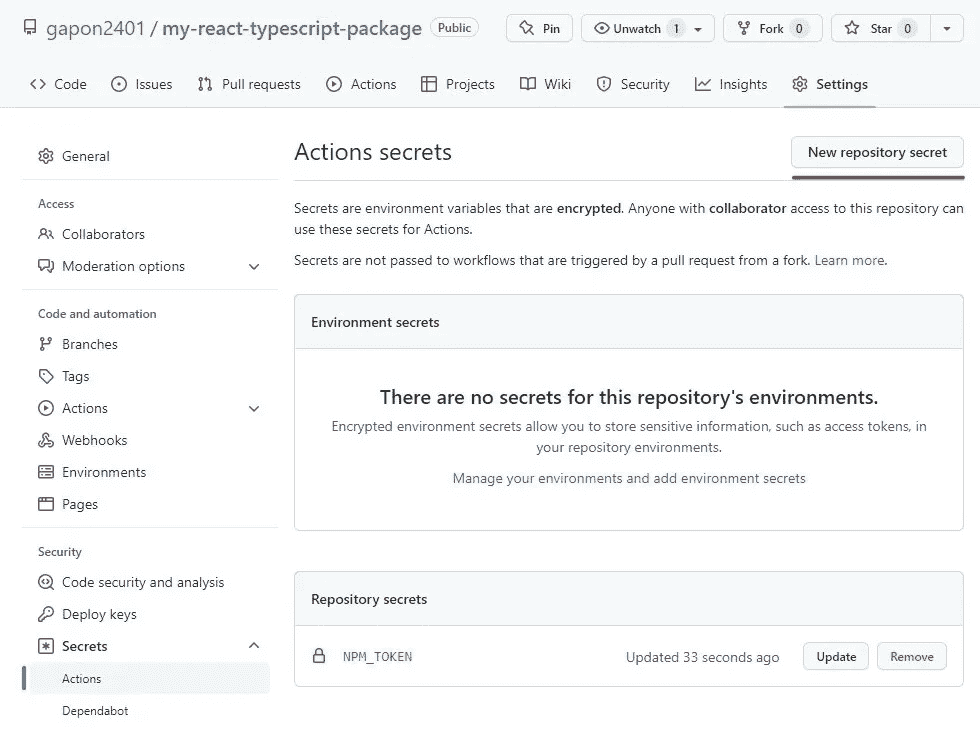 gapon2401 / my-react-typescript-package Public Pin Unwatch 1 Fork 0 Star 0
Code Issues Pull requests Actions Projects Wiki Security Insights Settings
General
Access
Collaborators
Moderation options
Code and automation
Branches
Tags
Actions
Webhooks
Environments
Pages
Security
Code security and analysis
Deploy keys
Secrets
Actions
Dependabot
Actions secrets
New repository secret
Secrets are environment variables that are encrypted. Anyone with collaborator access to this repository can
use these secrets for Actions.
Secrets are not passed to workflows that are triggered by a pull request from a fork. Learn more.
Environment secrets
There are no secrets for this repository's environments.
Encrypted environment secrets allow you to store sensitive information, such as access tokens, in
your repository environments.
Manage your environments and add environment secrets
Repository secrets
NPM_TOKEN Updated 33 seconds ago Update Remove